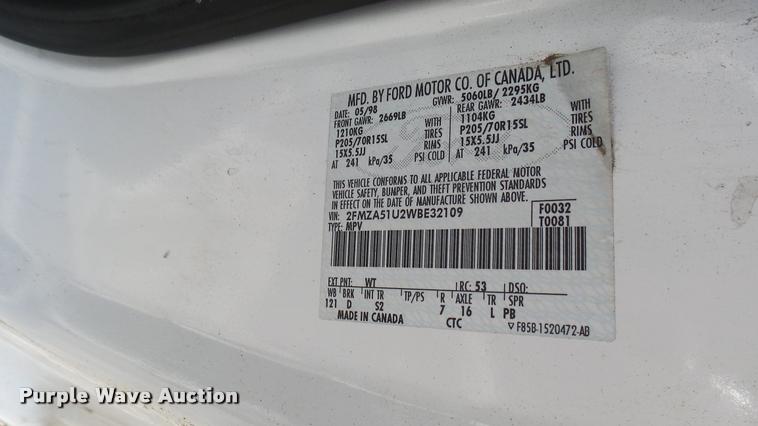 MFD. BY FORD MOTOR CO. OF CANADA, LTD.
DATE: 05/98 GVWR: 5060LB/ 2295KG
FRONT GAWR: 2669LB REAR GAWR: 2434LB
1210KG WITH 1104KG WITH
P205/70R15SL TIRES P205/70R15SL TIRES
15X5.5JJ RIMS 15X5.5JJ RIMS
AT 241 kPa/35 PSI COLD AT 241 kPa/35 PSI COLD
THIS VEHICLE CONFORMS TO ALL APPLICABLE FEDERAL MOTOR
VEHICLE SAFETY, BUMPER, AND THEFT PREVENTION STANDARDS
IN EFFECT ON THE DATE OF MANUFACTURE SHOWN ABOVE.
VIN: 2FMZA51U2WBE32109 F0032
TYPE: MPV T0081
EXT PNT: WT RC: 53 DSO:
WB BRK INT TR TP/PS R AXLE TR SPR
121 D S2 7 16 L PB
MADE IN CANADA CTC F85B-1520472-AB
Purple Wave Auction